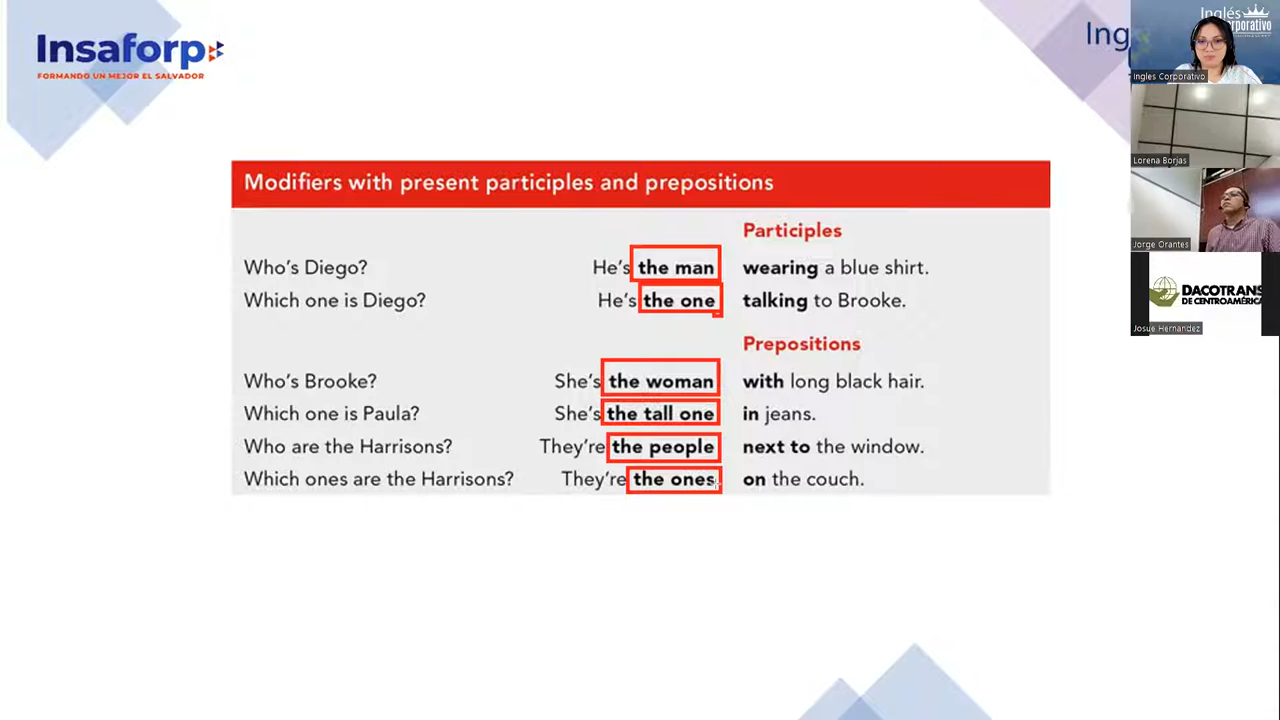 Insaforp
FORMANDO UN MEJOR EL SALVADOR
Ing
Inglés
Corporativo
Ingles Corporativo
Lorena Borjas
Jorge Orantes
DACOTRANS
DE CENTROAMÉRICA
Josue Hernandez
Modifiers with present participles and prepositions
Participles
Who's Diego? He's the man wearing a blue shirt.
Which one is Diego? He's the one talking to Brooke.
Prepositions
Who's Brooke? She's the woman with long black hair.
Which one is Paula? She's the tall one in jeans.
Who are the Harrisons? They're the people next to the window.
Which ones are the Harrisons? They're the ones on the couch.